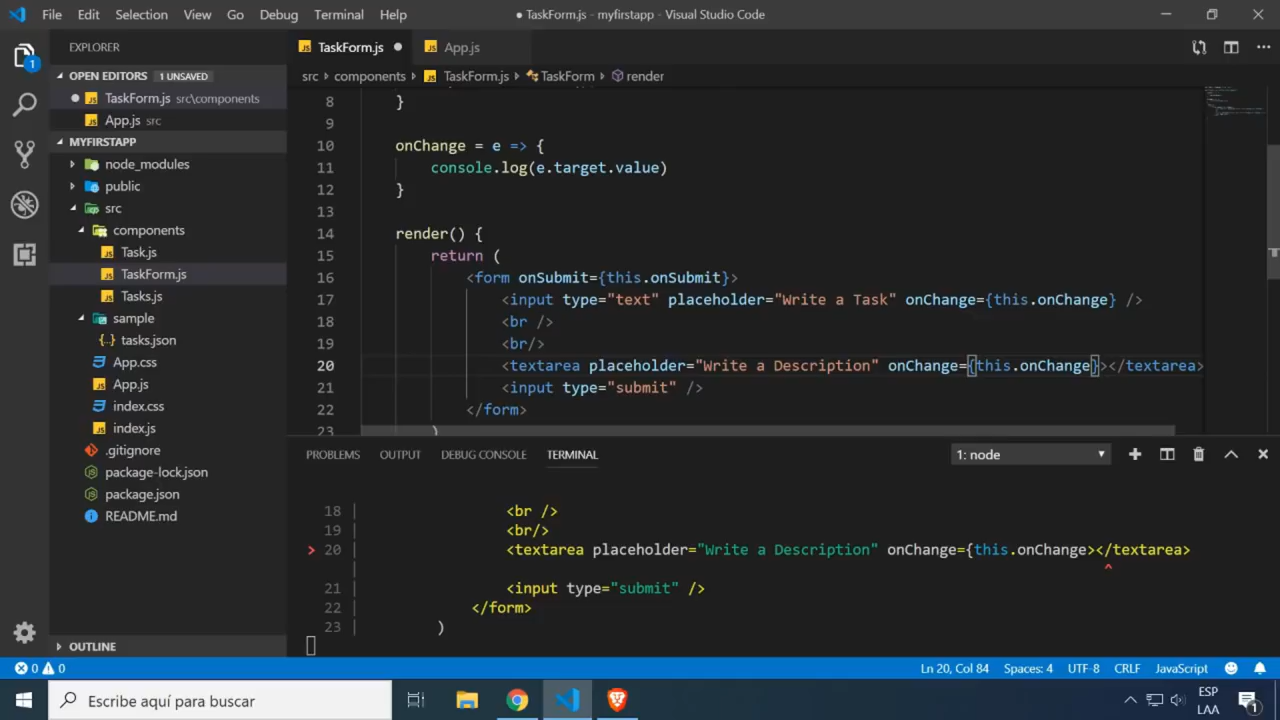 File Edit Selection View Go Debug Terminal Help ● TaskForm.js - myfirstapp - Visual Studio Code
EXPLORER
TaskForm.js ● App.js
OPEN EDITORS 1 UNSAVED
● TaskForm.js src\components
App.js src
MYFIRSTAPP
node_modules
public
src
components
Task.js
TaskForm.js
Tasks.js
sample
tasks.json
App.css
App.js
index.css
index.js
.gitignore
package-lock.json
package.json
README.md
OUTLINE
src › components › TaskForm.js › TaskForm › render
8 }
9
10 onChange = e => {
11 console.log(e.target.value)
12 }
13
14 render() {
15 return (
16 <form onSubmit={this.onSubmit}>
17 <input type="text" placeholder="Write a Task" onChange={this.onChange} />
18 <br />
19 <br/>
20 <textarea placeholder="Write a Description" onChange={this.onChange}></textarea>
21 <input type="submit" />
22 </form>
23 )
PROBLEMS OUTPUT DEBUG CONSOLE TERMINAL 1: node
18 | <br />
19 | <br/>
> 20 | <textarea placeholder="Write a Description" onChange={this.onChange></textarea>
| ^
21 | <input type="submit" />
22 | </form>
23 | )
0 0 Ln 20, Col 84 Spaces: 4 UTF-8 CRLF JavaScript
Escribe aquí para buscar
ESP
LAA
1